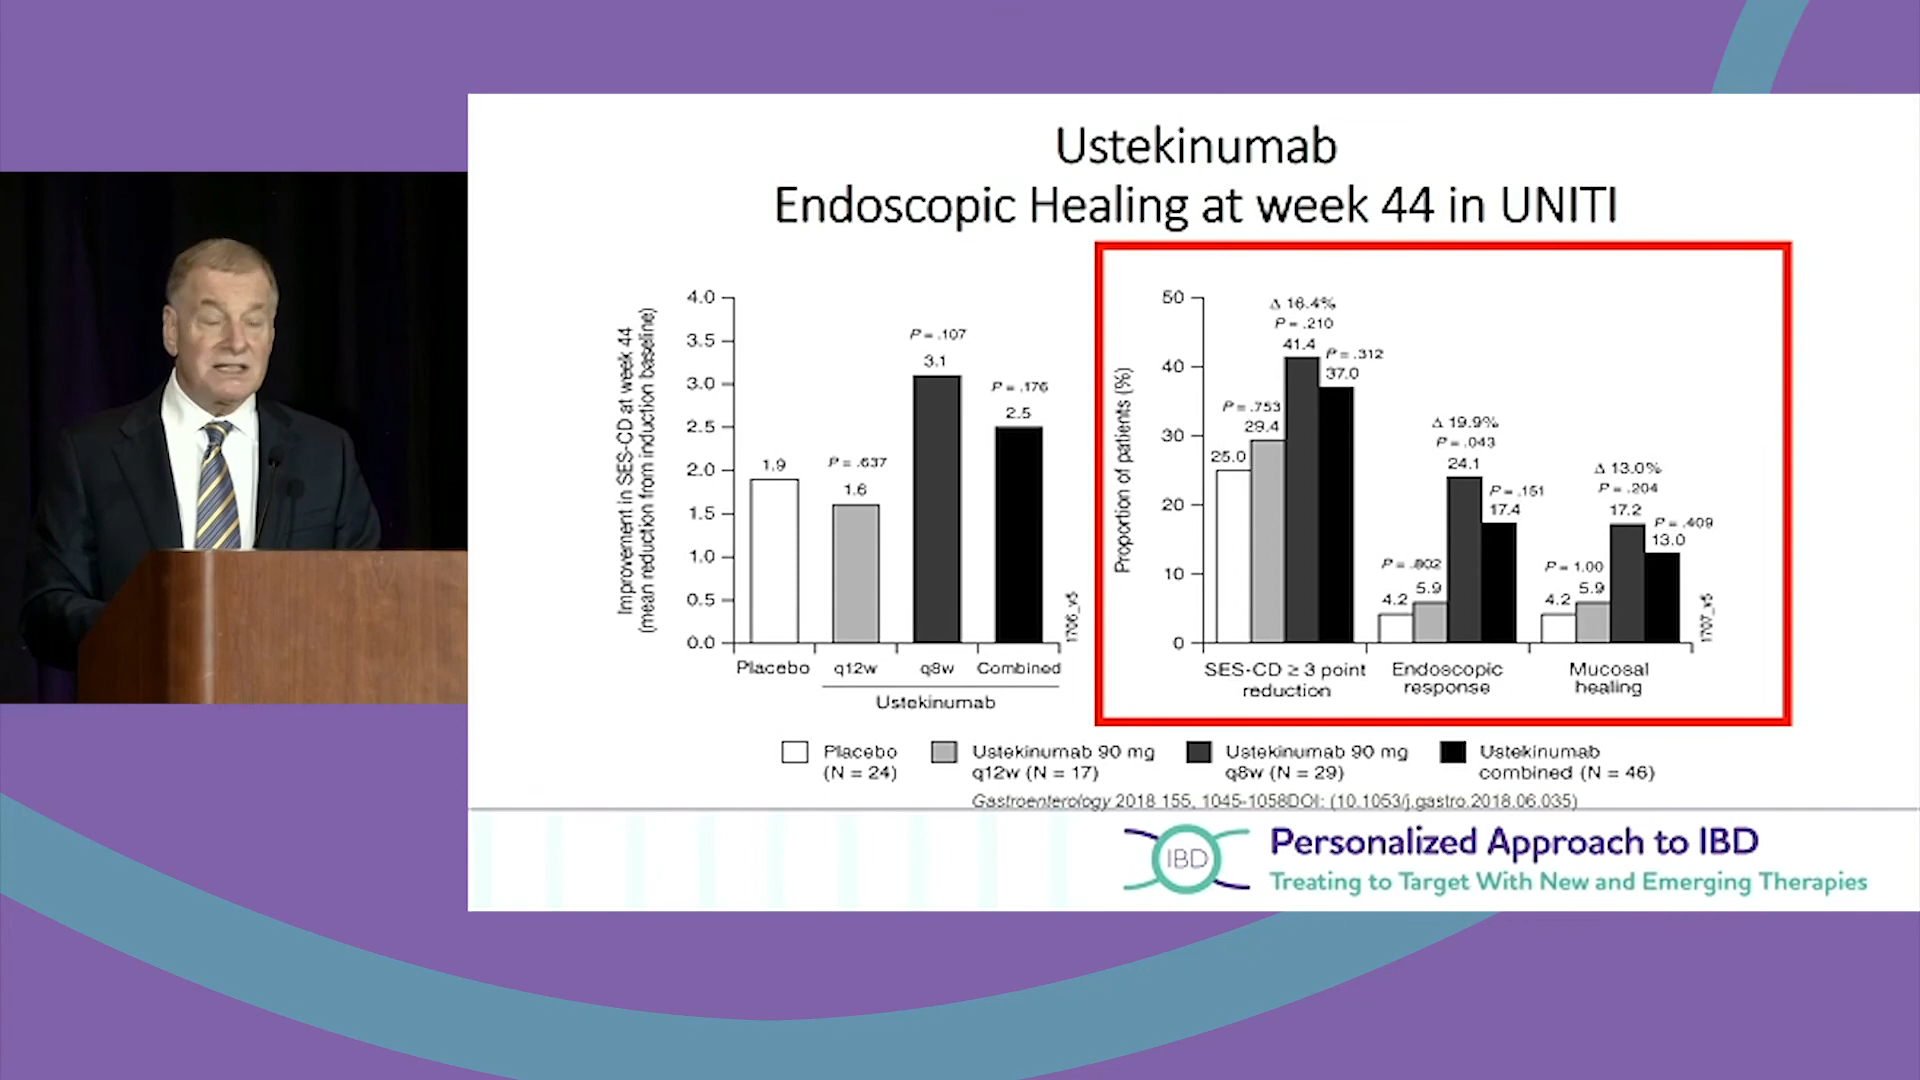 Ustekinumab
Endoscopic Healing at week 44 in UNITI
Improvement in SES-CD at week 44
(mean reduction from induction baseline)
4.0
3.5
3.0
2.5
2.0
1.5
1.0
0.5
0.0
1.9
P = .637
1.6
P = .107
3.1
P = .176
2.5
Placebo
q12w
q8w
Combined
Ustekinumab
1706_v5
Proportion of patients (%)
50
40
30
20
10
0
25.0
P = .753
29.4
Δ 16.4%
P = .210
41.4
P = .312
37.0
4.2
P = .802
5.9
Δ 19.9%
P = .043
24.1
P = .151
17.4
4.2
P = 1.00
5.9
Δ 13.0%
P = .204
17.2
P = .409
13.0
SES-CD ≥ 3 point
reduction
Endoscopic
response
Mucosal
healing
1707_v5
Placebo
(N = 24)
Ustekinumab 90 mg
q12w (N = 17)
Ustekinumab 90 mg
q8w (N = 29)
Ustekinumab
combined (N = 46)
Gastroenterology 2018 155, 1045-1058DOI: (10.1053/j.gastro.2018.06.035)
IBD
Personalized Approach to IBD
Treating to Target With New and Emerging Therapies